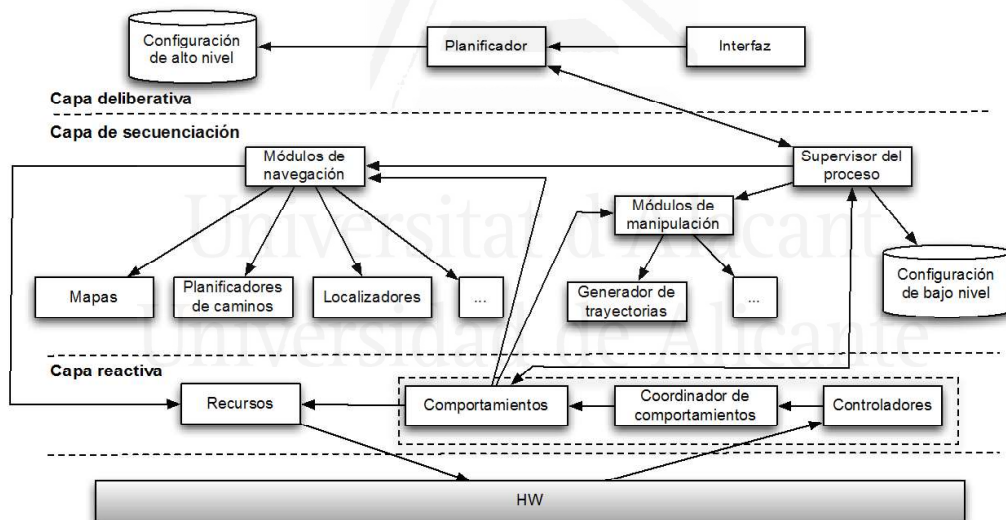 Configuración
de alto nivel
Planificador
Interfaz
Capa deliberativa
Capa de secuenciación
Módulos de
navegación
Supervisor del
proceso
Módulos de
manipulación
Mapas
Planificadores
de caminos
Localizadores
...
Generador de
trayectorias
...
Configuración
de bajo nivel
Capa reactiva
Recursos
Comportamientos
Coordinador de
comportamientos
Controladores
HW
Universitat d'Alacant
Universidad de Alicante